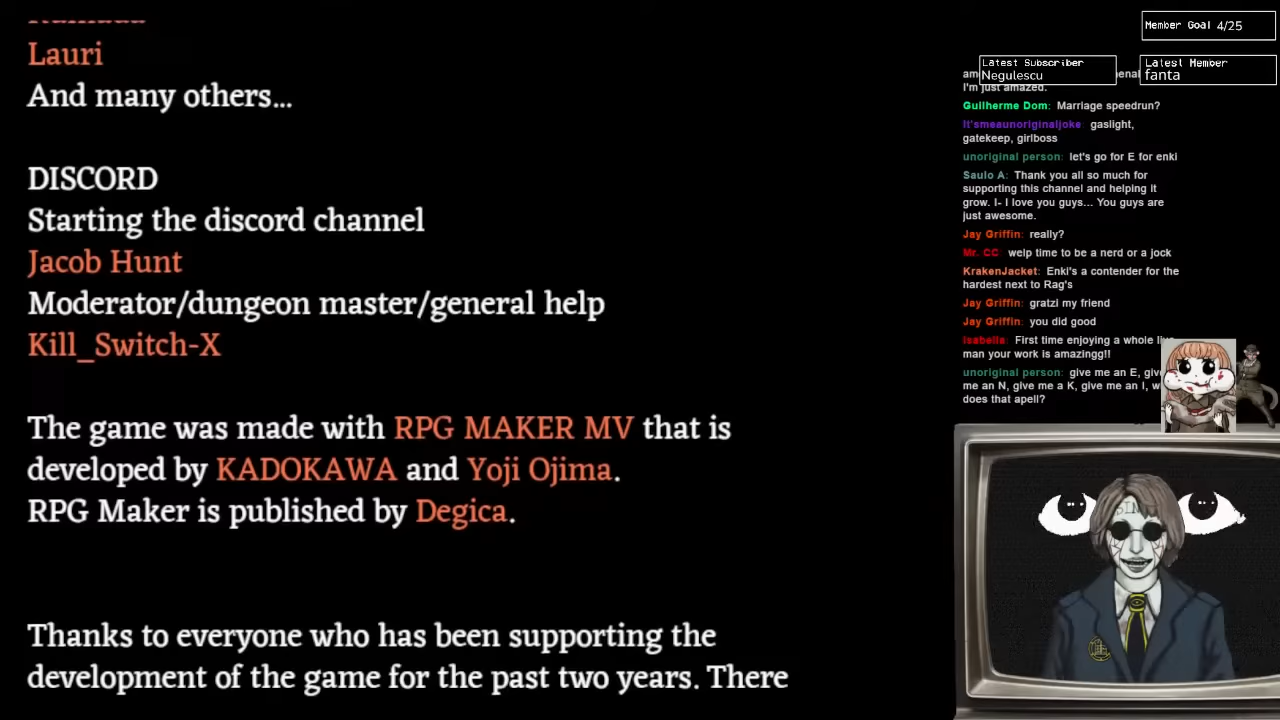 Lauri
And many others...
DISCORD
Starting the discord channel
Jacob Hunt
Moderator/dungeon master/general help
Kill_Switch-X
The game was made with RPG MAKER MV that is
developed by KADOKAWA and Yoji Ojima.
RPG Maker is published by Degica.
Thanks to everyone who has been supporting the
development of the game for the past two years. There
Member Goal 4/25
Latest Subscriber
Negulescu
Latest Member
fanta
I'm just amazed.
Guilherme Dom: Marriage speedrun?
It'smeaunoriginaljoke gaslight,
gatekeep, girlboss
unoriginal person: let's go for E for enki
Saulo A: Thank you all so much for
supporting this channel and helping it
grow. I- I love you guys... You guys are
just awesome.
Jay Griffin: really?
Mr. CC: welp time to be a nerd or a jock
KrakenJacket: Enki's a contender for the
hardest next to Rag's
Jay Griffin: gratzi my friend
Jay Griffin: you did good
Isabella: First time enjoying a whole
man your work is amazingg!!
unoriginal person: give me an E,
me an N, give me a K, give me an I,
does that apell?
SIN